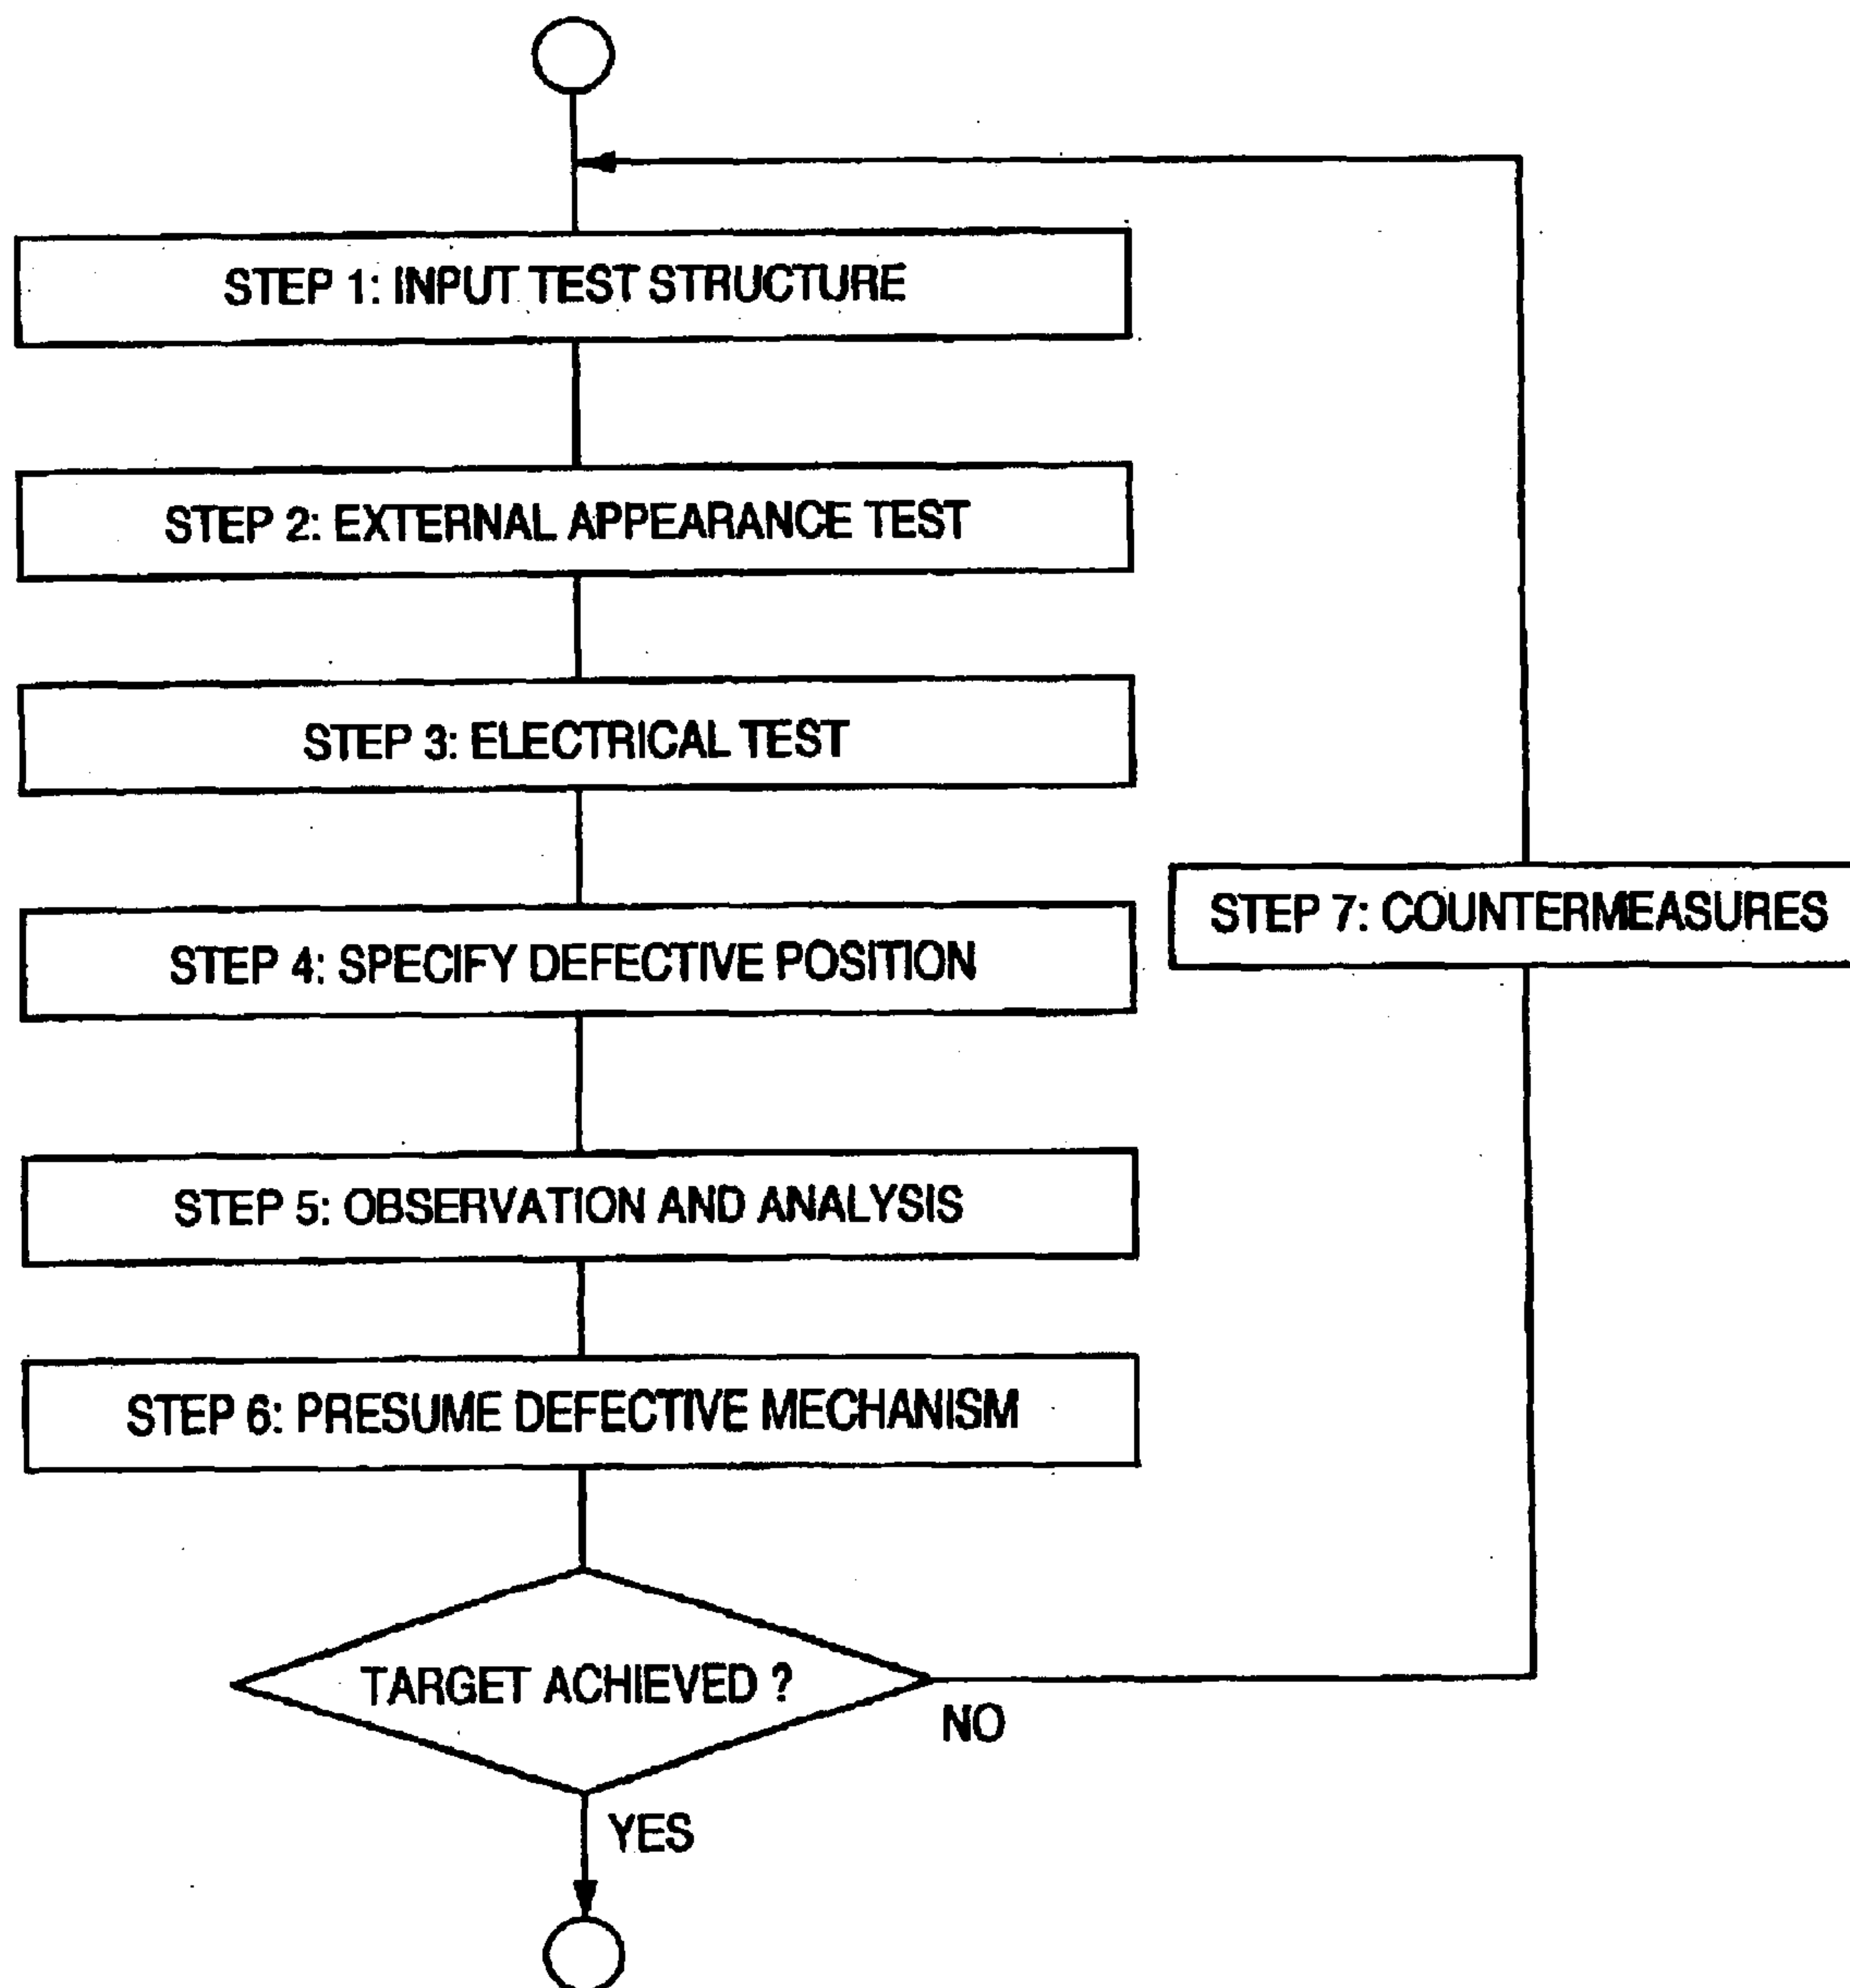 STEP 1: INPUT TEST STRUCTURE
STEP 2: EXTERNAL APPEARANCE TEST
STEP 3: ELECTRICAL TEST
STEP 4: SPECIFY DEFECTIVE POSITION
STEP 7: COUNTERMEASURES
STEP 5: OBSERVATION AND ANALYSIS
STEP 6: PRESUME DEFECTIVE MECHANISM
TARGET ACHIEVED ?
NO
YES